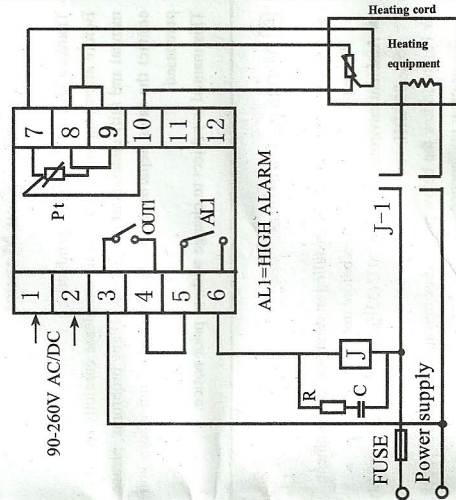 Heating cord
Heating
equipment
7
8
9
10
11
12
Pt
OUT1
AL1
1
2
3
4
5
6
90-260V AC/DC
AL1=HIGH ALARM
J-1
J
R
C
FUSE
Power supply